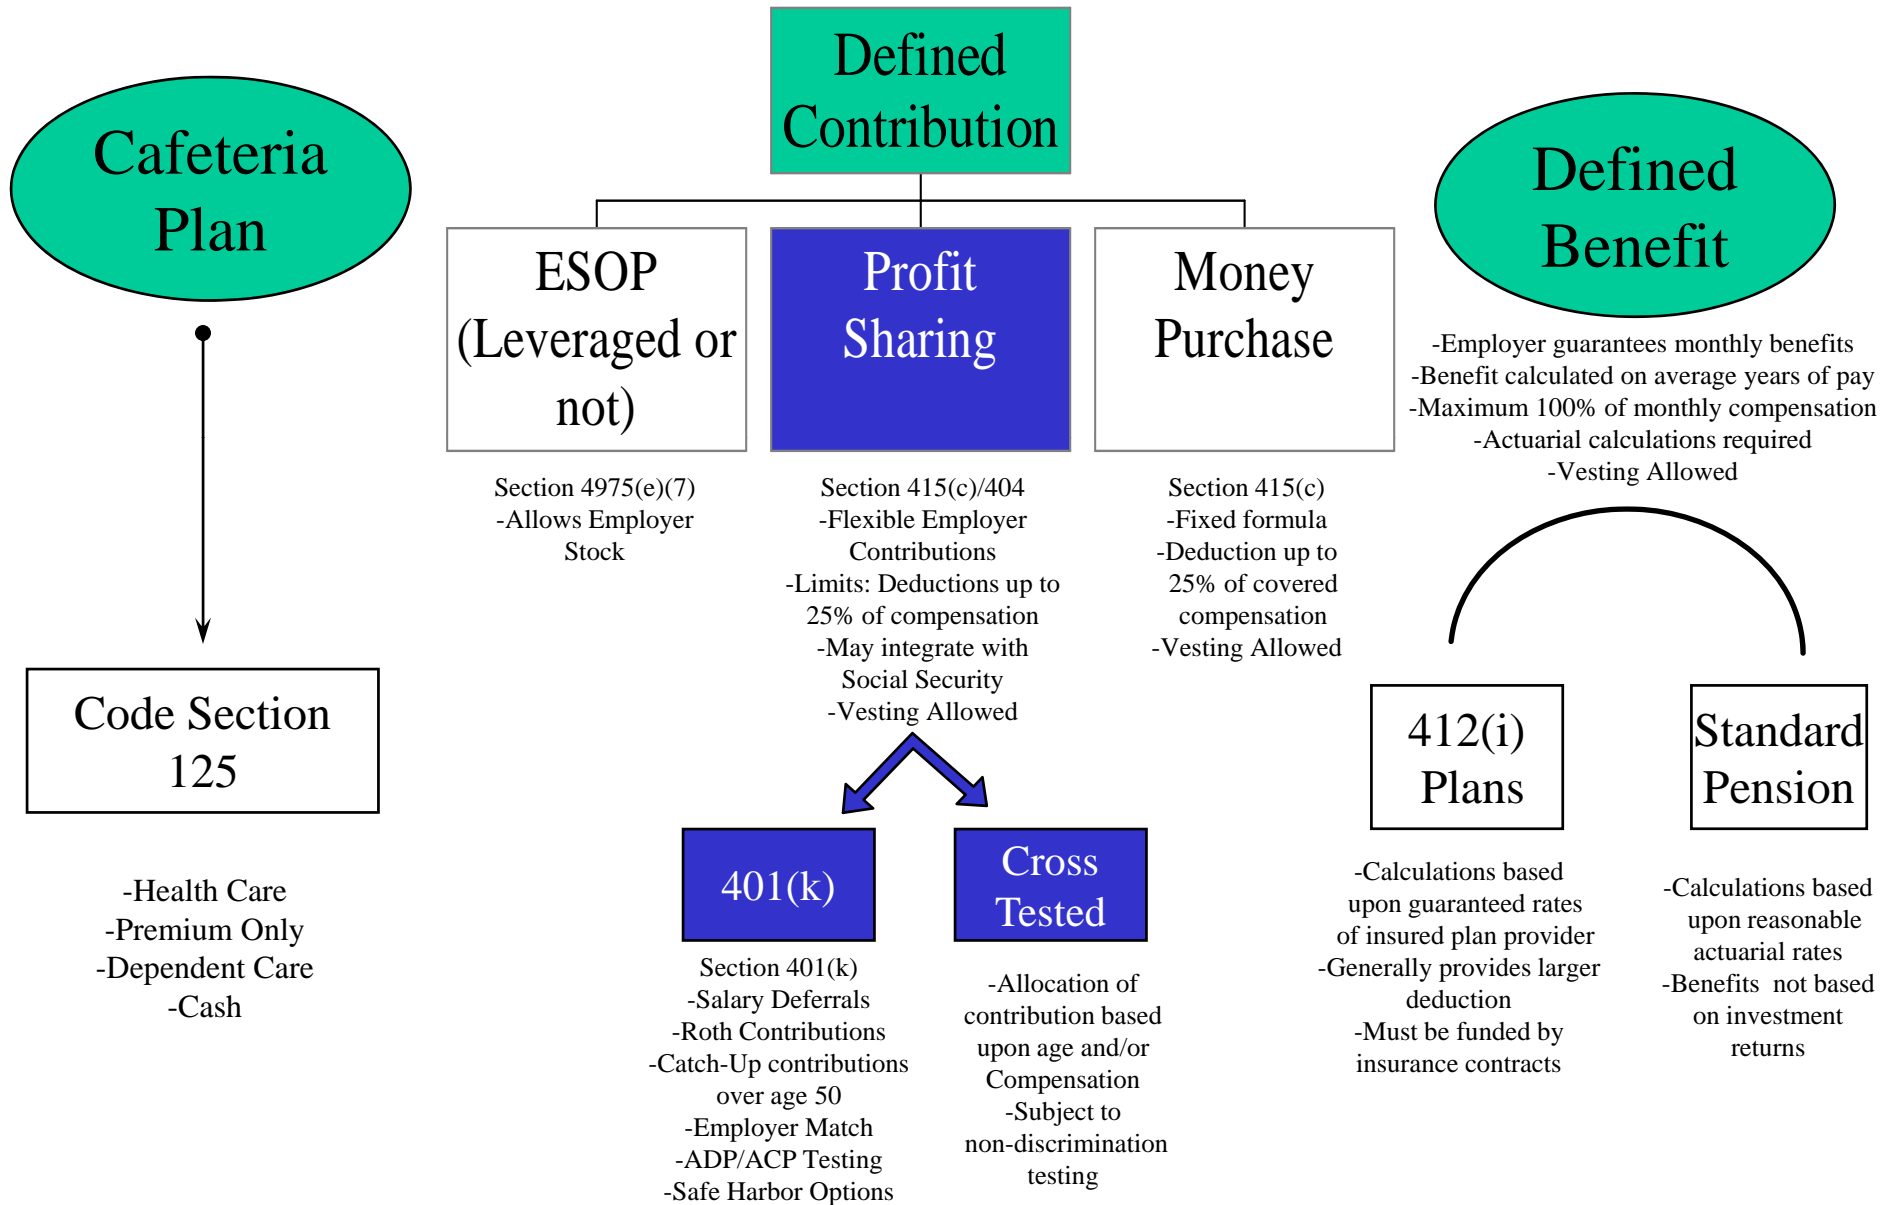 Cafeteria
Plan
Code Section
125
-Health Care
-Premium Only
-Dependent Care
-Cash
Defined
Contribution
ESOP
(Leveraged or
not)
Section 4975(e)(7)
-Allows Employer
Stock
Profit
Sharing
Section 415(c)/404
-Flexible Employer
Contributions
-Limits: Deductions up to
25% of compensation
-May integrate with
Social Security
-Vesting Allowed
401(k)
Section 401(k)
-Salary Deferrals
-Roth Contributions
-Catch-Up contributions
over age 50
-Employer Match
-ADP/ACP Testing
-Safe Harbor Options
Cross
Tested
-Allocation of
contribution based
upon age and/or
Compensation
-Subject to
non-discrimination
testing
Money
Purchase
Section 415(c)
-Fixed formula
-Deduction up to
25% of covered
compensation
-Vesting Allowed
Defined
Benefit
-Employer guarantees monthly benefits
-Benefit calculated on average years of pay
-Maximum 100% of monthly compensation
-Actuarial calculations required
-Vesting Allowed
412(i)
Plans
-Calculations based
upon guaranteed rates
of insured plan provider
-Generally provides larger
deduction
-Must be funded by
insurance contracts
Standard
Pension
-Calculations based
upon reasonable
actuarial rates
-Benefits not based
on investment
returns